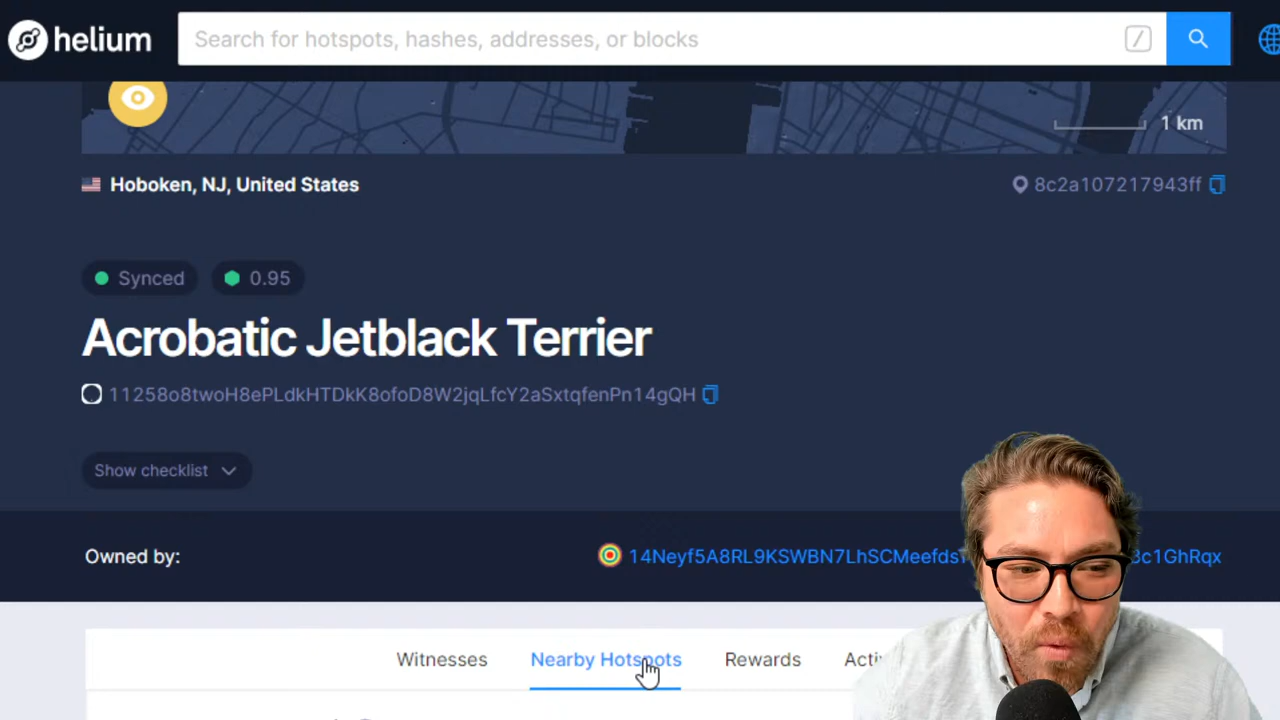 helium
Search for hotspots, hashes, addresses, or blocks
/
1 km
Hoboken, NJ, United States
8c2a107217943ff
Synced
0.95
Acrobatic Jetblack Terrier
11258o8twoH8ePLdkHTDkK8ofoD8W2jqLfcY2aSxtqfenPn14gQH
Show checklist
Owned by:
14Neyf5A8RL9KSWBN7LhSCMeefds
c1GhRqx
Witnesses
Nearby Hotspots
Rewards